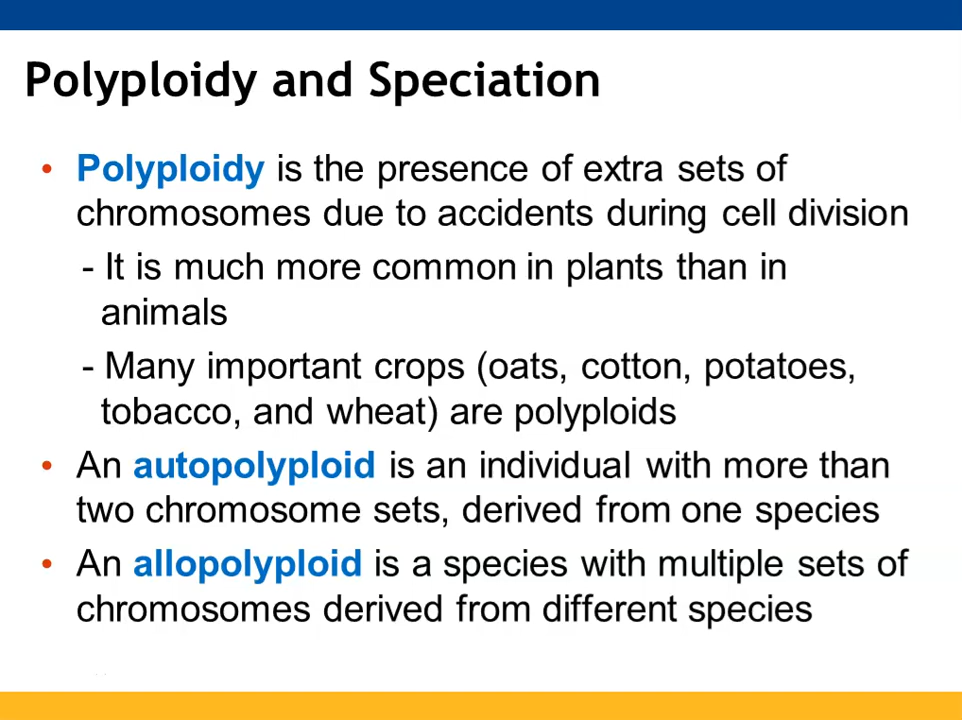 Polyploidy and Speciation
• Polyploidy is the presence of extra sets of
chromosomes due to accidents during cell division
- It is much more common in plants than in
animals
- Many important crops (oats, cotton, potatoes,
tobacco, and wheat) are polyploids
• An autopolyploid is an individual with more than
two chromosome sets, derived from one species
• An allopolyploid is a species with multiple sets of
chromosomes derived from different species